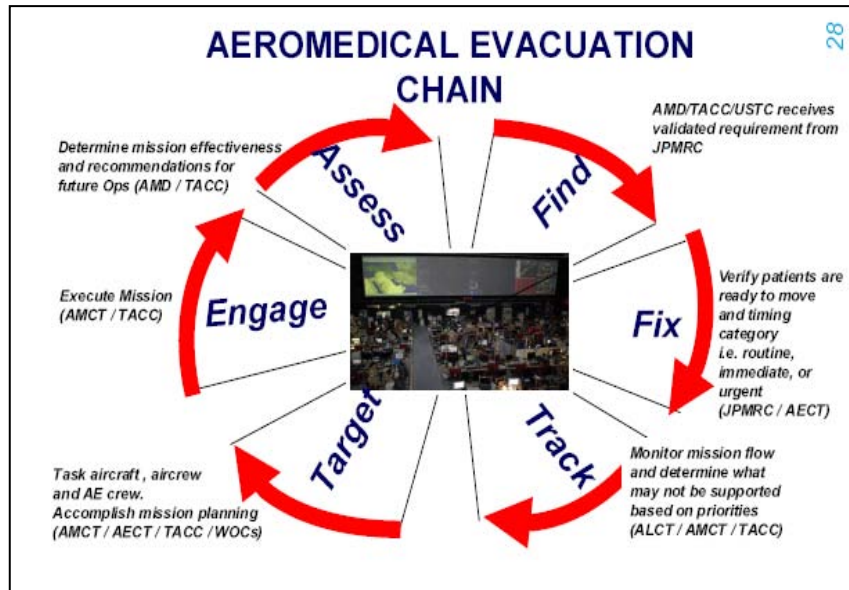 AEROMEDICAL EVACUATION
CHAIN
28
AMD/TACC/USTC receives
validated requirement from
JPMRC
Find
Verify patients are
ready to move
and timing
category
i.e. routine,
immediate, or
urgent
(JPMRC / AECT)
Fix
Monitor mission flow
and determine what
may not be supported
based on priorities
(ALCT / AMCT / TACC)
Track
Task aircraft , aircrew
and AE crew.
Accomplish mission planning
(AMCT / AECT / TACC / WOCs)
Target
Execute Mission
(AMCT / TACC)
Engage
Determine mission effectiveness
and recommendations for
future Ops (AMD / TACC)
Assess